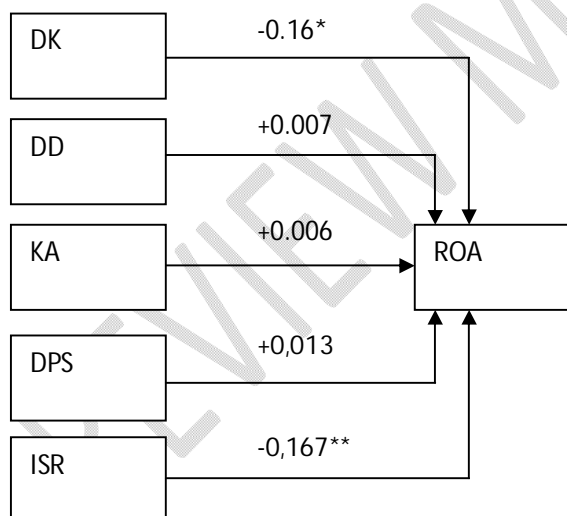 DK
-0.16*
DD
+0.007
KA
+0.006
ROA
DPS
+0,013
ISR
-0,167**